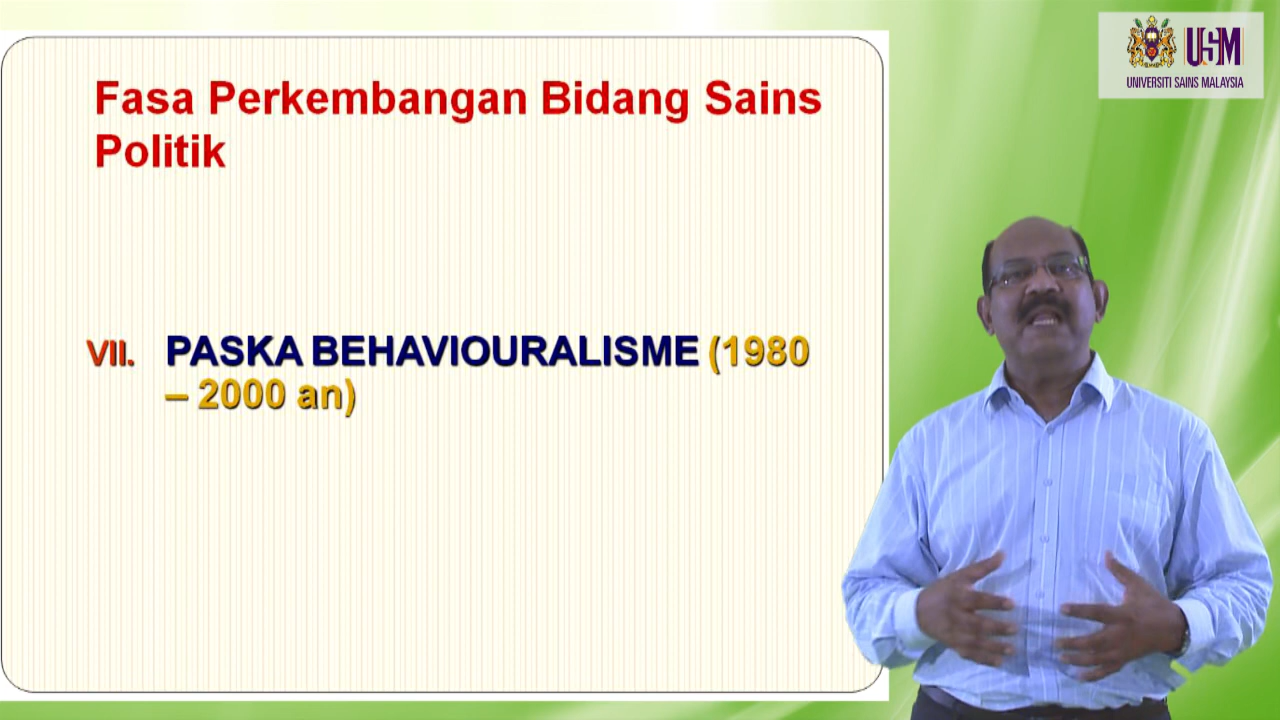 Fasa Perkembangan Bidang Sains
Politik
VII. PASKA BEHAVIOURALISME (1980
– 2000 an)
USM
UNIVERSITI SAINS MALAYSIA